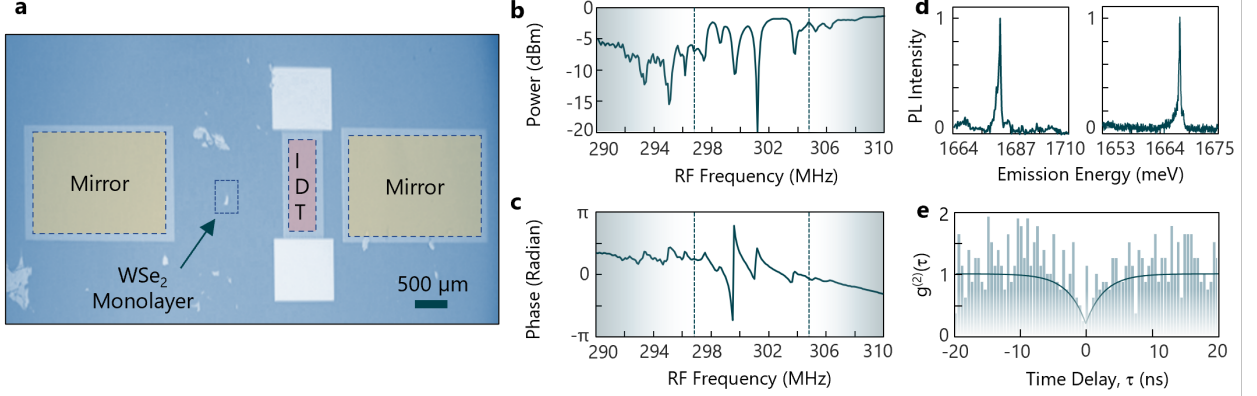 a
Mirror
I
D
T
Mirror
WSe₂
Monolayer
500 μm
b
Power (dBm)
0
-5
-10
-15
-20
290 294 298 302 306 310
RF Frequency (MHz)
c
Phase (Radian)
π
0
-π
290 294 298 302 306 310
RF Frequency (MHz)
d
PL Intensity
1
0
1664 1687 1710
1
0
1653 1664 1675
Emission Energy (meV)
e
g⁽²⁾(τ)
2
1
0
-20 -10 0 10 20
Time Delay, τ (ns)